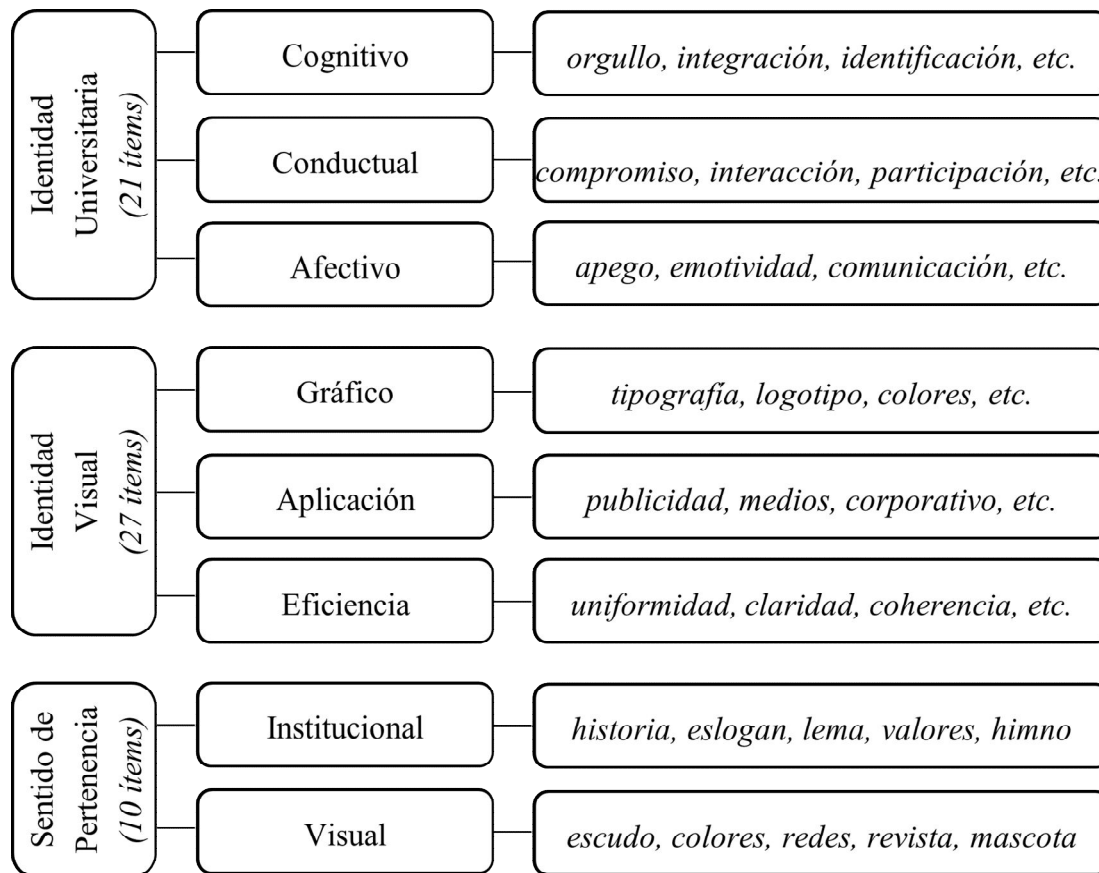 Identidad
Universitaria
(21 ítems)
Cognitivo
orgullo, integración, identificación, etc.
Conductual
compromiso, interacción, participación, etc.
Afectivo
apego, emotividad, comunicación, etc.
Identidad
Visual
(27 ítems)
Gráfico
tipografía, logotipo, colores, etc.
Aplicación
publicidad, medios, corporativo, etc.
Eficiencia
uniformidad, claridad, coherencia, etc.
Sentido de
Pertenencia
(10 ítems)
Institucional
historia, eslogan, lema, valores, himno
Visual
escudo, colores, redes, revista, mascota